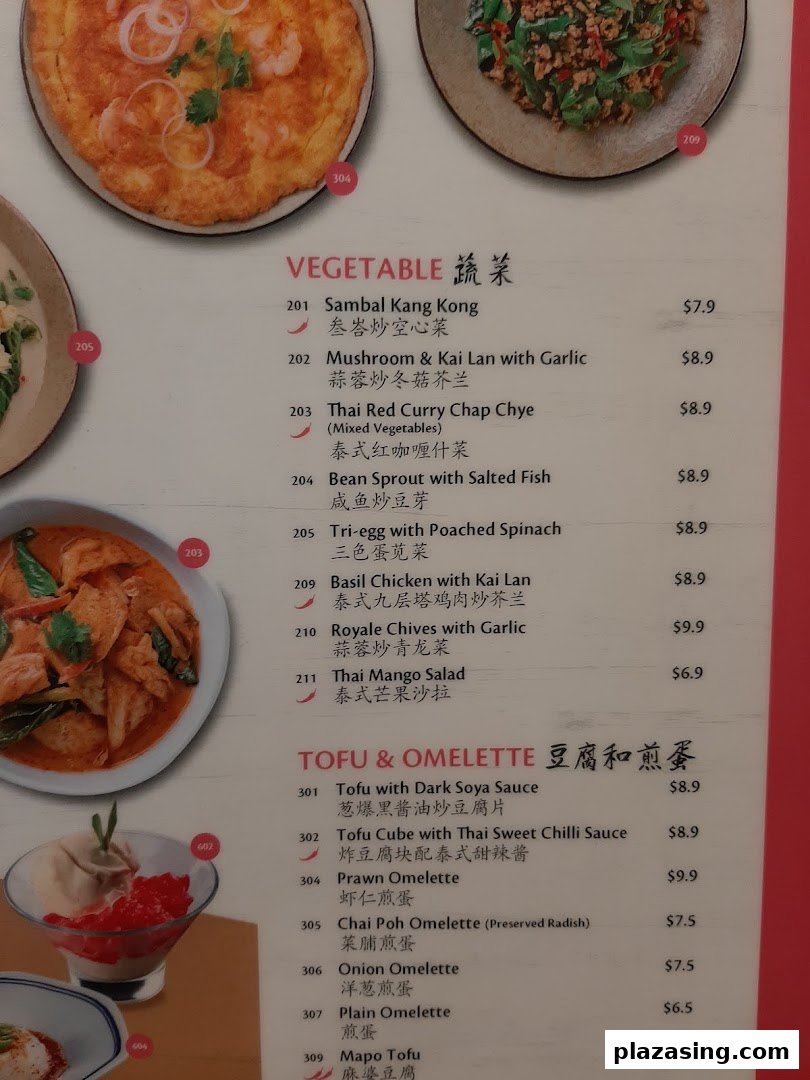 304
209
205
203
602
604
VEGETABLE 蔬菜
201 Sambal Kang Kong $7.9
叁峇炒空心菜
202 Mushroom & Kai Lan with Garlic $8.9
蒜蓉炒冬菇芥兰
203 Thai Red Curry Chap Chye $8.9
(Mixed Vegetables)
泰式红咖喱什菜
204 Bean Sprout with Salted Fish $8.9
咸鱼炒豆芽
205 Tri-egg with Poached Spinach $8.9
三色蛋苋菜
209 Basil Chicken with Kai Lan $8.9
泰式九层塔鸡肉炒芥兰
210 Royale Chives with Garlic $9.9
蒜蓉炒青龙菜
211 Thai Mango Salad $6.9
泰式芒果沙拉
TOFU & OMELETTE 豆腐和煎蛋
301 Tofu with Dark Soya Sauce $8.9
葱爆黑酱油炒豆腐片
302 Tofu Cube with Thai Sweet Chilli Sauce $8.9
炸豆腐块配泰式甜辣酱
304 Prawn Omelette $9.9
虾仁煎蛋
305 Chai Poh Omelette (Preserved Radish) $7.5
菜脯煎蛋
306 Onion Omelette $7.5
洋葱煎蛋
307 Plain Omelette $6.5
煎蛋
309 Mapo Tofu
麻婆豆腐
plazasing.com